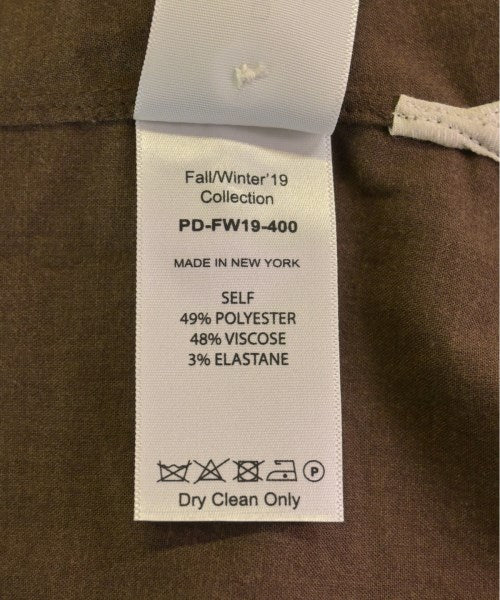 Fall/Winter'19
Collection
PD-FW19-400
MADE IN NEW YORK
SELF
49% POLYESTER
48% VISCOSE
3% ELASTANE
P
Dry Clean Only